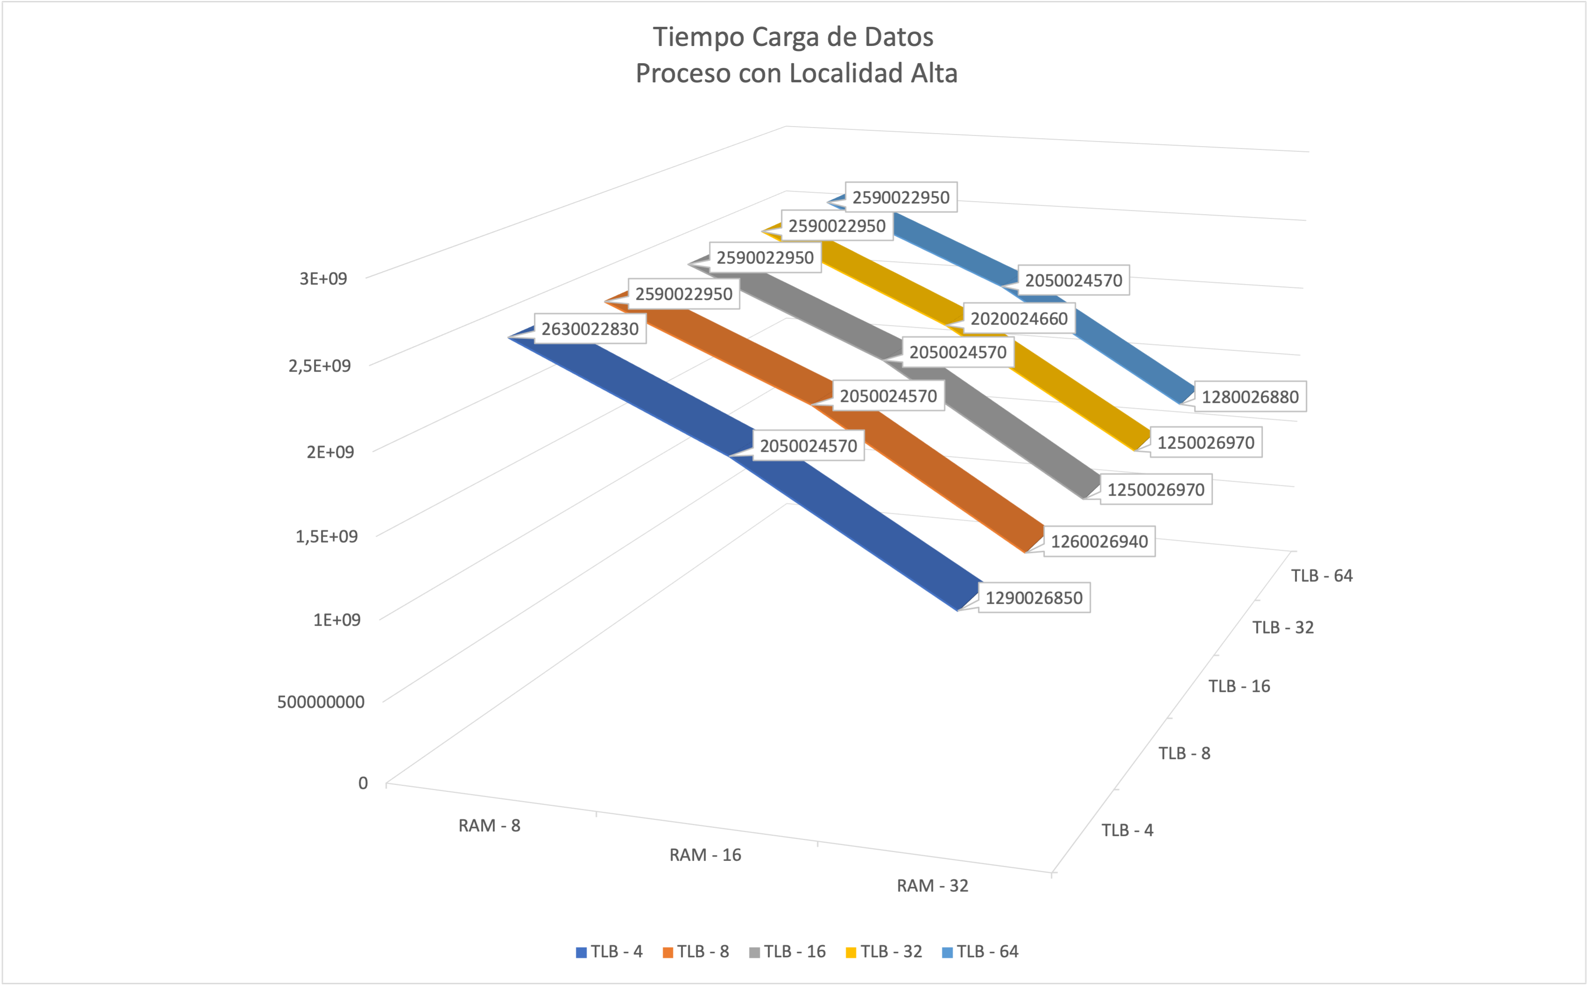 Tiempo Carga de Datos
Proceso con Localidad Alta
3E+09
2,5E+09
2E+09
1,5E+09
1E+09
500000000
0
2590022950
2590022950
2590022950
2590022950
2630022830
2050024570
2020024660
2050024570
2050024570
2050024570
1280026880
1250026970
1250026970
1260026940
1290026850
TLB - 64
TLB - 32
TLB - 16
TLB - 8
TLB - 4
RAM - 8
RAM - 16
RAM - 32
TLB - 4 TLB - 8 TLB - 16 TLB - 32 TLB - 64